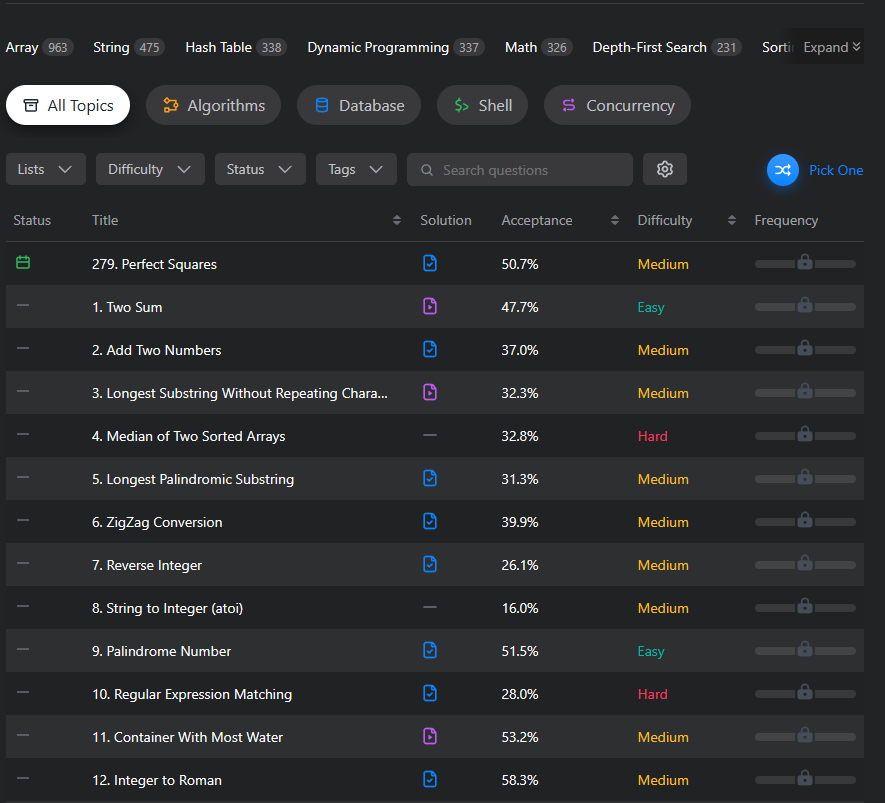 Array 963 String 475 Hash Table 338 Dynamic Programming 337 Math 326 Depth-First Search 231 Sorti Expand
All Topics Algorithms Database $> Shell Concurrency
Lists Difficulty Status Tags Search questions Pick One
Status Title Solution Acceptance Difficulty Frequency
279. Perfect Squares 50.7% Medium
1. Two Sum 47.7% Easy
2. Add Two Numbers 37.0% Medium
3. Longest Substring Without Repeating Chara... 32.3% Medium
4. Median of Two Sorted Arrays 32.8% Hard
5. Longest Palindromic Substring 31.3% Medium
6. ZigZag Conversion 39.9% Medium
7. Reverse Integer 26.1% Medium
8. String to Integer (atoi) 16.0% Medium
9. Palindrome Number 51.5% Easy
10. Regular Expression Matching 28.0% Hard
11. Container With Most Water 53.2% Medium
12. Integer to Roman 58.3% Medium